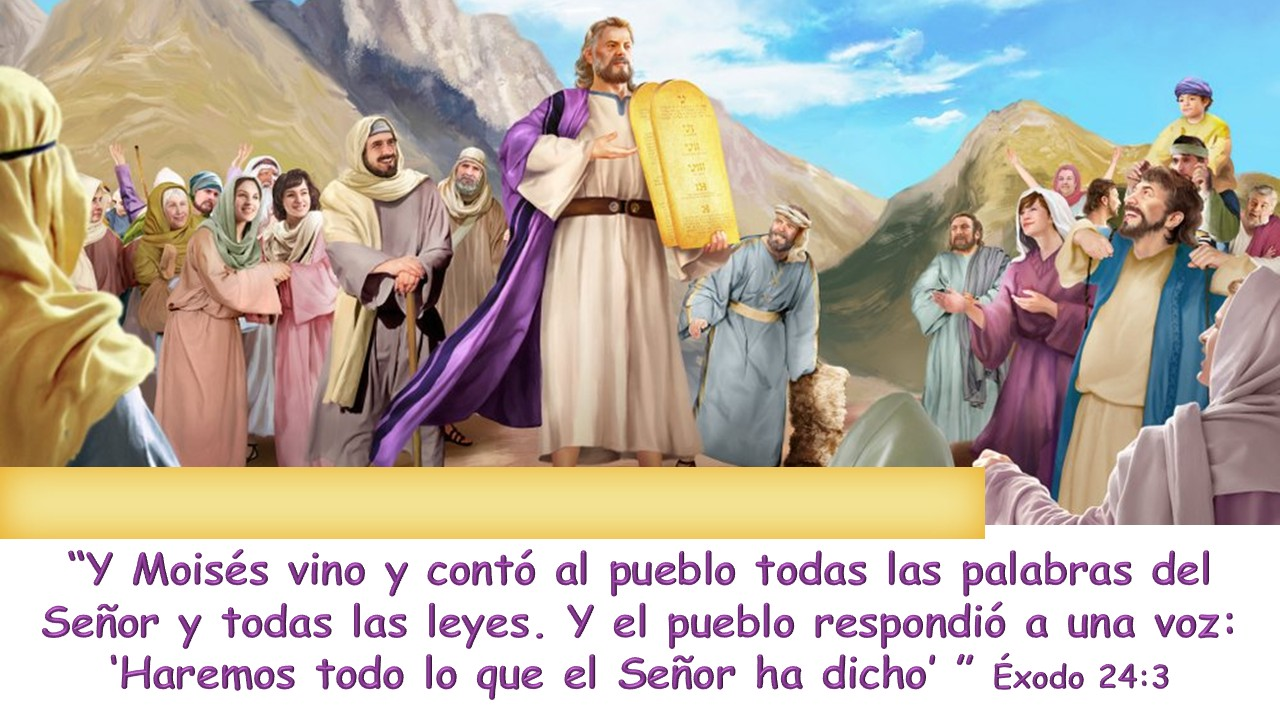 “Y Moisés vino y contó al pueblo todas las palabras del
Señor y todas las leyes. Y el pueblo respondió a una voz:
‘Haremos todo lo que el Señor ha dicho’ ” Éxodo 24:3